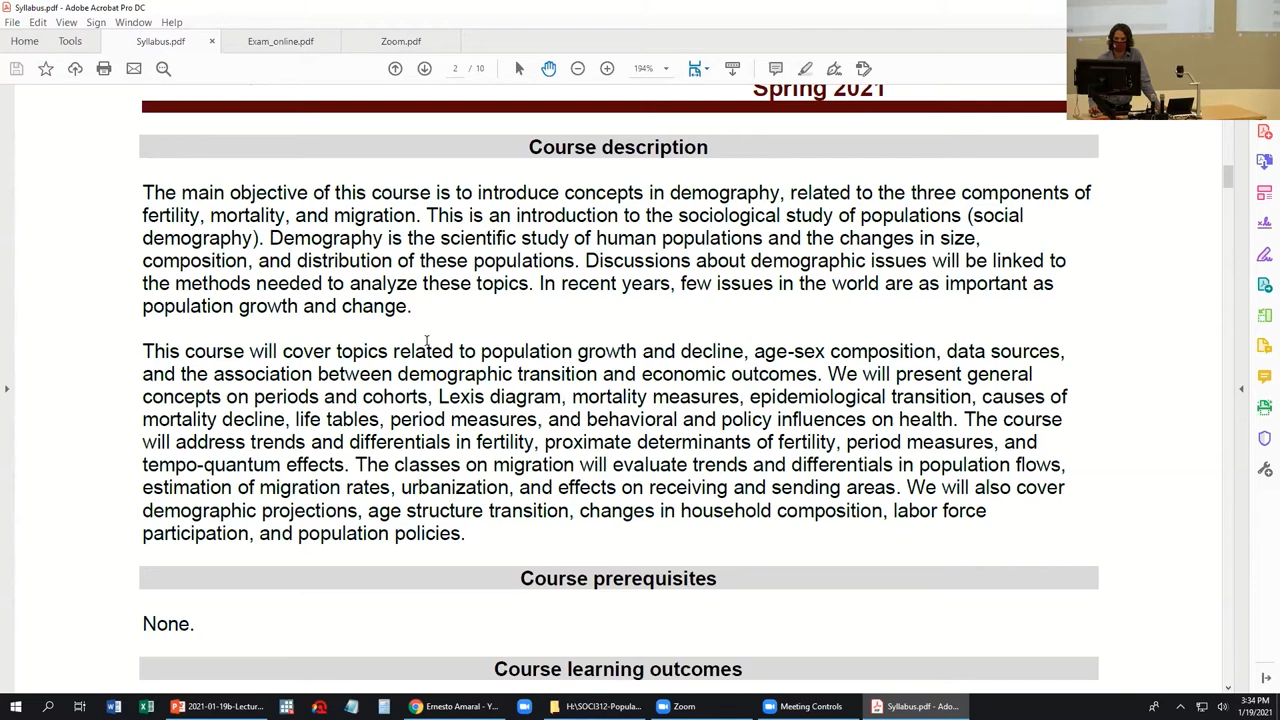 Syllabus.pdf - Adobe Acrobat Pro DC
File Edit View Sign Window Help
Home Tools Syllabus.pdf × Exam_online.pdf Zoom.pdf
2 / 10 194%
Spring 2021
Course description
The main objective of this course is to introduce concepts in demography, related to the three components of
fertility, mortality, and migration. This is an introduction to the sociological study of populations (social
demography). Demography is the scientific study of human populations and the changes in size,
composition, and distribution of these populations. Discussions about demographic issues will be linked to
the methods needed to analyze these topics. In recent years, few issues in the world are as important as
population growth and change.
This course will cover topics related to population growth and decline, age-sex composition, data sources,
and the association between demographic transition and economic outcomes. We will present general
concepts on periods and cohorts, Lexis diagram, mortality measures, epidemiological transition, causes of
mortality decline, life tables, period measures, and behavioral and policy influences on health. The course
will address trends and differentials in fertility, proximate determinants of fertility, period measures, and
tempo-quantum effects. The classes on migration will evaluate trends and differentials in population flows,
estimation of migration rates, urbanization, and effects on receiving and sending areas. We will also cover
demographic projections, age structure transition, changes in household composition, labor force
participation, and population policies.
Course prerequisites
None.
Course learning outcomes
2021-01-19b-Lectur... Ernesto Amaral - G... H:\SOCI312-Popula... Zoom Meeting Controls Syllabus.pdf - Ado...
3:34 PM
1/19/2021